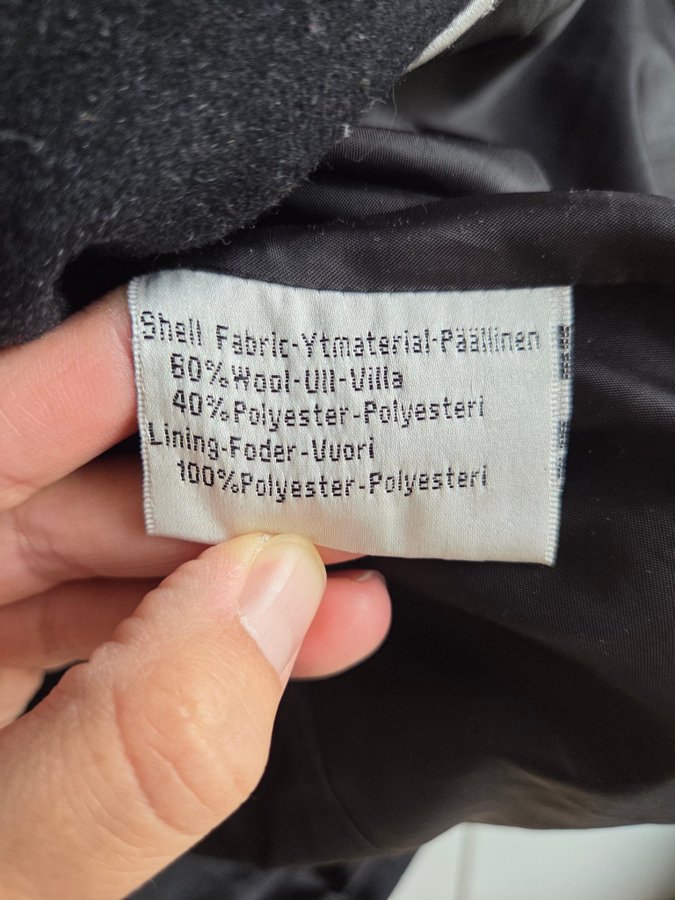 Shell Fabric-Ytmaterial-Päällinen
60%Wool-Ull-Villa
40%Polyester-Polyesteri
Lining-Foder-Vuori
100%Polyester-Polyesteri